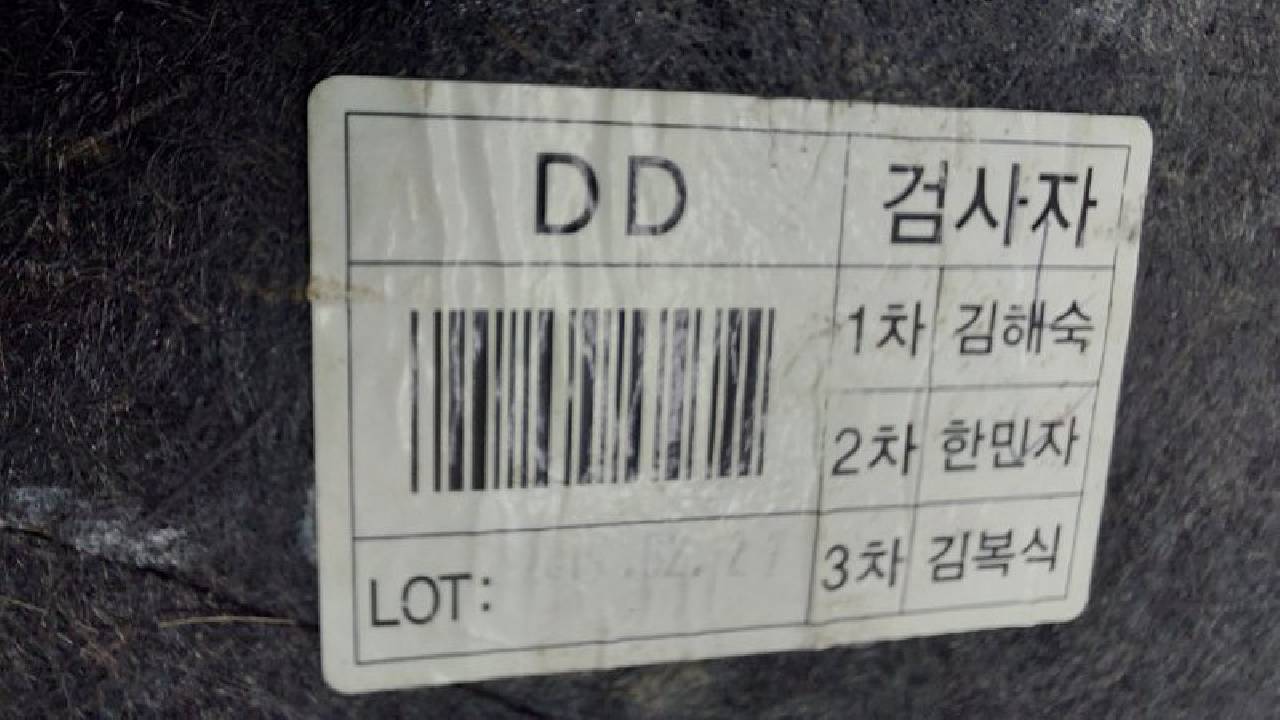 DD
검사자
1차 김해숙
2차 한민자
3차 김복식
LOT: